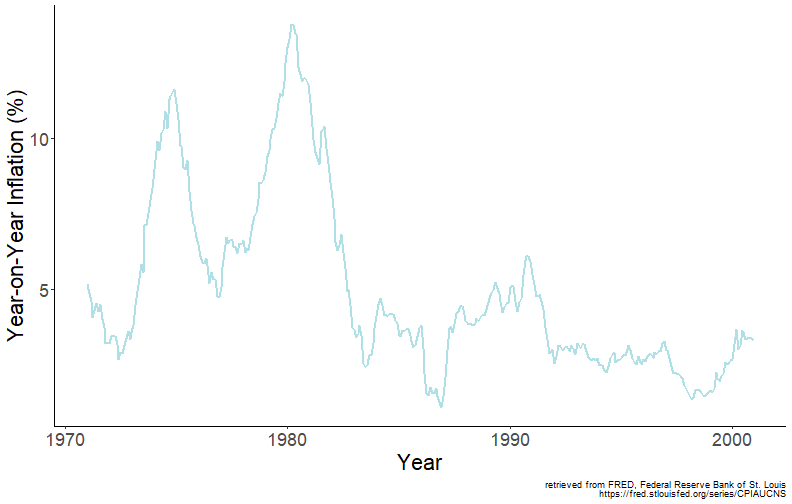 Year-on-Year Inflation (%)
10
5
1970 1980 1990 2000
Year
retrieved from FRED, Federal Reserve Bank of St. Louis
https://fred.stlouisfed.org/series/CPIAUCNS